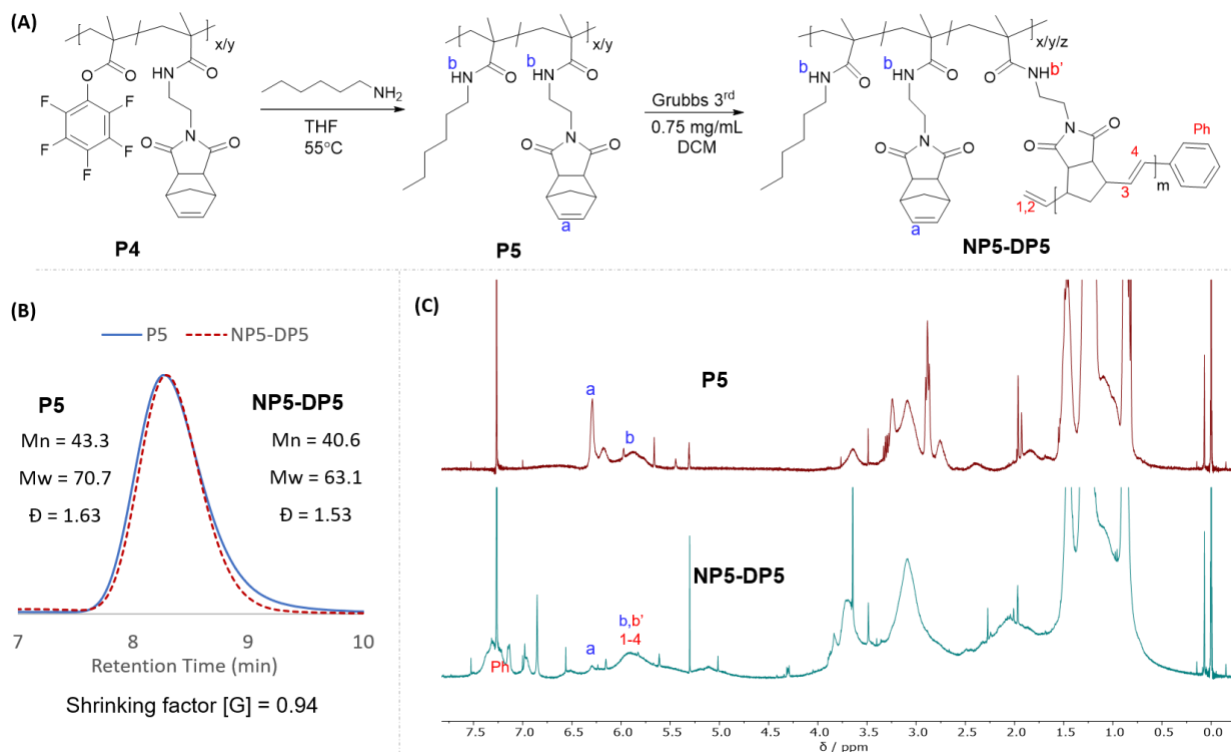 (A)
x/y
x/y
x/y/z
O
O
HN
O
F
F
F
F
F
N
O
O
P4
NH₂
THF
55°C
b
HN
O
b
HN
O
N
O
O
a
P5
Grubbs 3rd
0.75 mg/mL
DCM
b
HN
O
b
HN
O
O
NHb'
N
O
O
a
N
O
O
Ph
4
3
m
1,2
NP5-DP5
(B)
P5
NP5-DP5
P5
Mn = 43.3
Mw = 70.7
Đ = 1.63
NP5-DP5
Mn = 40.6
Mw = 63.1
Đ = 1.53
7 8 9 10
Retention Time (min)
Shrinking factor [G] = 0.94
(C)
P5
a
b
NP5-DP5
Ph
a
b,b'
1-4
7.5 7.0 6.5 6.0 5.5 5.0 4.5 4.0 3.5 3.0 2.5 2.0 1.5 1.0 0.5 0.0
δ / ppm